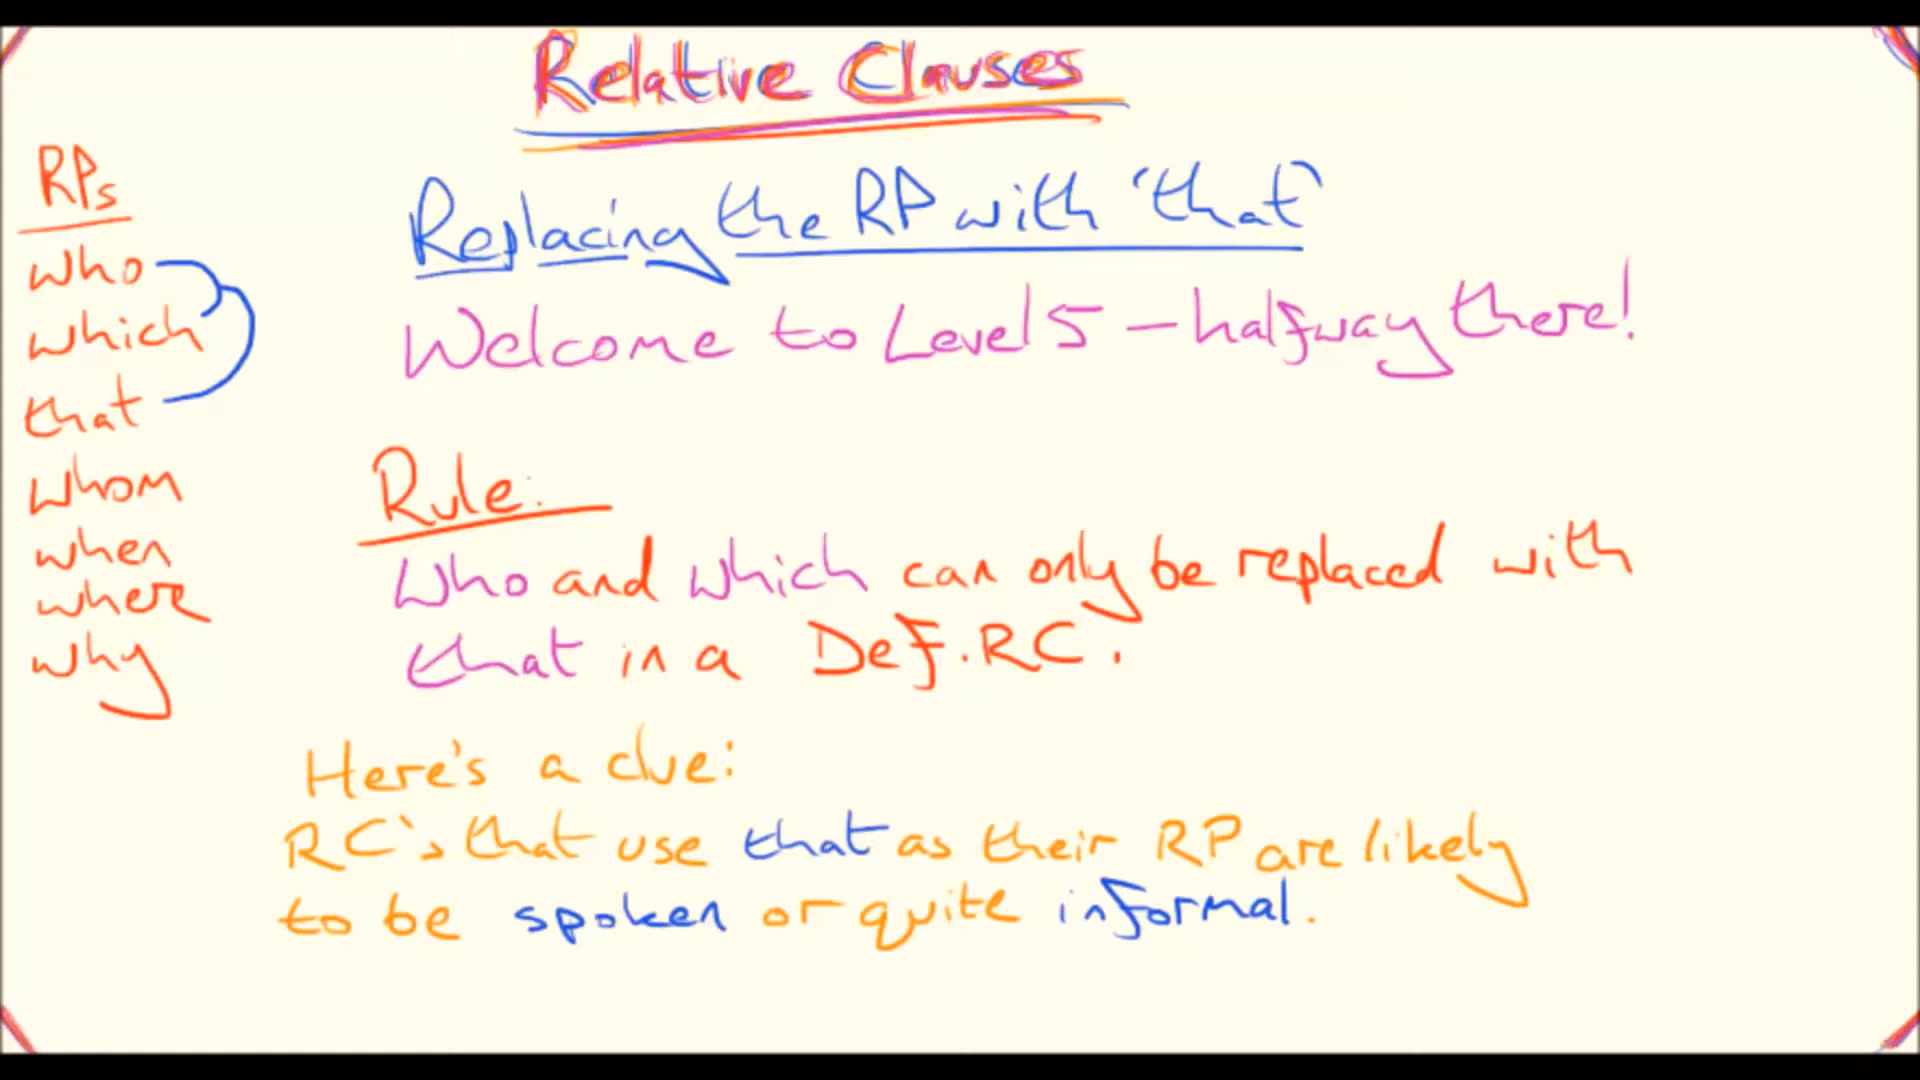 Relative Clauses
Replacing the RP with 'that'
Welcome to Level 5 – halfway there!
RPs
who
which
that
whom
when
where
why
Rule:
Who and which can only be replaced with
that in a Def. RC.
Here's a clue:
RC's that use that as their RP are likely
to be spoken or quite informal.